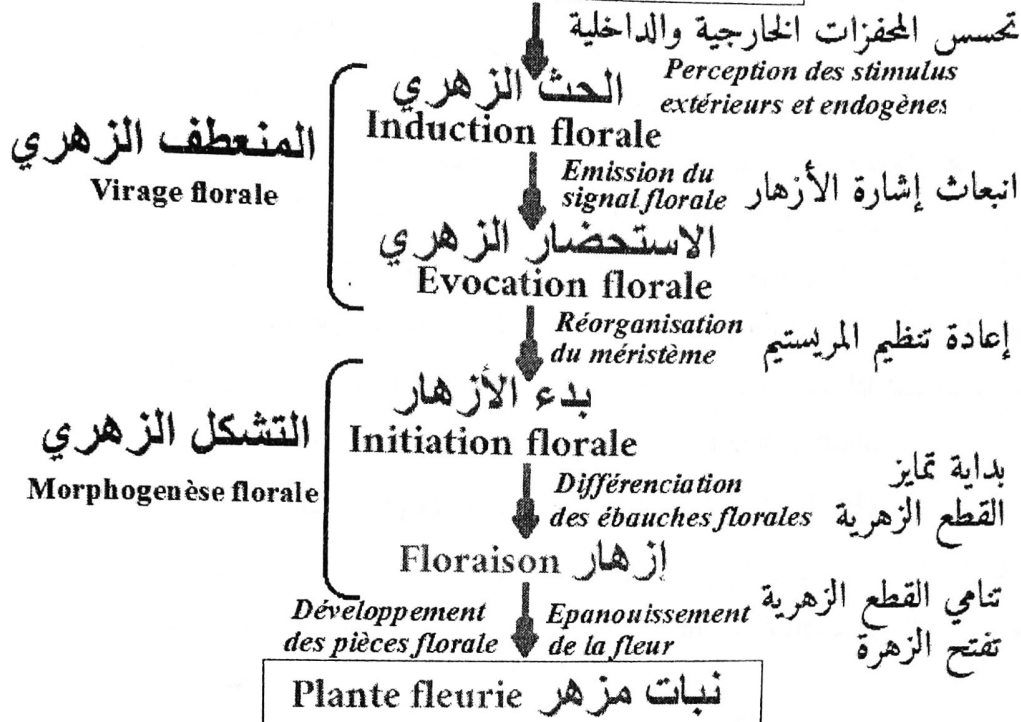 تحسس المحفزات الخارجية والداخلية
Perception des stimulus
extérieurs et endogènes
الحث الزهري
Induction florale
المنعطف الزهري
Virage florale
Emission du
signal florale
انبعاث إشارة الأزهار
الاستحضار الزهري
Evocation florale
Réorganisation
du méristème
إعادة تنظيم المريستيم
بدء الأزهار
Initiation florale
التشكل الزهري
Morphogenèse florale
Différenciation
des ébauches florales
بداية تمايز
القطع الزهرية
Floraison إزهار
Développement
des pièces florale
Epanouissement
de la fleur
تنامي القطع الزهرية
تفتح الزهرة
Plante fleurie نبات مزهر